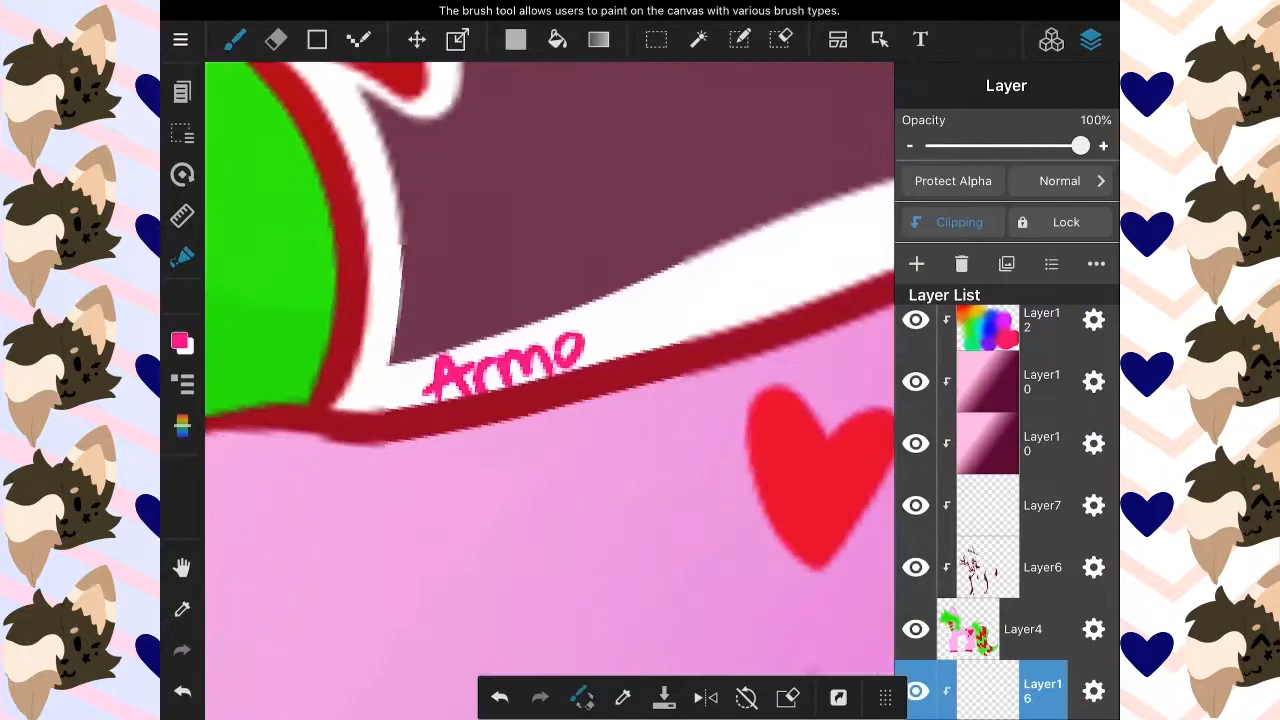 The brush tool allows users to paint on the canvas with various brush types.
T
Layer
Opacity 100%
- +
Protect Alpha Normal
Clipping Lock
Layer List
Layer1
2
Layer1
0
Layer1
0
Layer7
Layer6
Layer4
Layer1
6
Armo